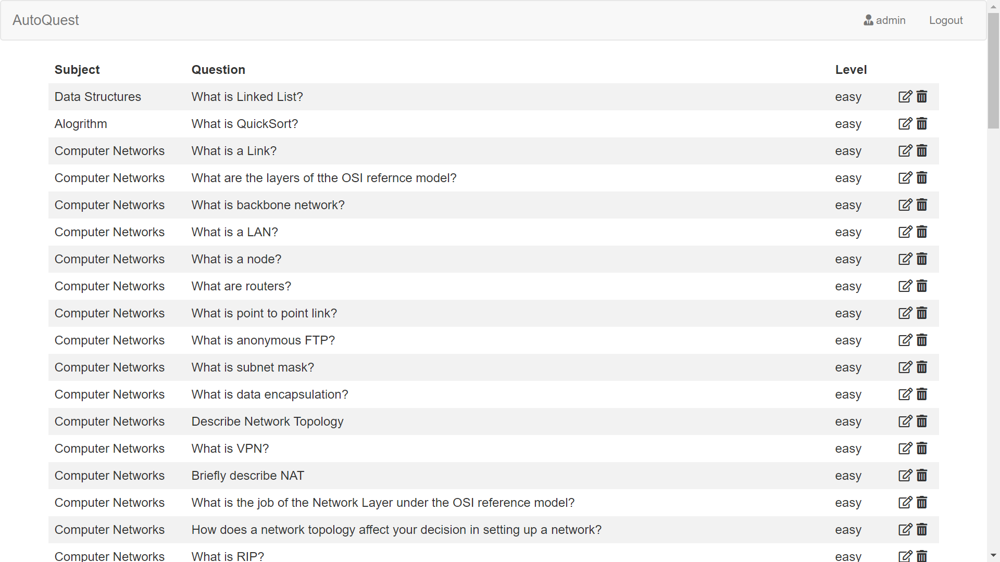 AutoQuest admin Logout
Subject Question Level
Data Structures What is Linked List? easy
Alogrithm What is QuickSort? easy
Computer Networks What is a Link? easy
Computer Networks What are the layers of tthe OSI refernce model? easy
Computer Networks What is backbone network? easy
Computer Networks What is a LAN? easy
Computer Networks What is a node? easy
Computer Networks What are routers? easy
Computer Networks What is point to point link? easy
Computer Networks What is anonymous FTP? easy
Computer Networks What is subnet mask? easy
Computer Networks What is data encapsulation? easy
Computer Networks Describe Network Topology easy
Computer Networks What is VPN? easy
Computer Networks Briefly describe NAT easy
Computer Networks What is the job of the Network Layer under the OSI reference model? easy
Computer Networks How does a network topology affect your decision in setting up a network? easy
Computer Networks What is RIP? easy